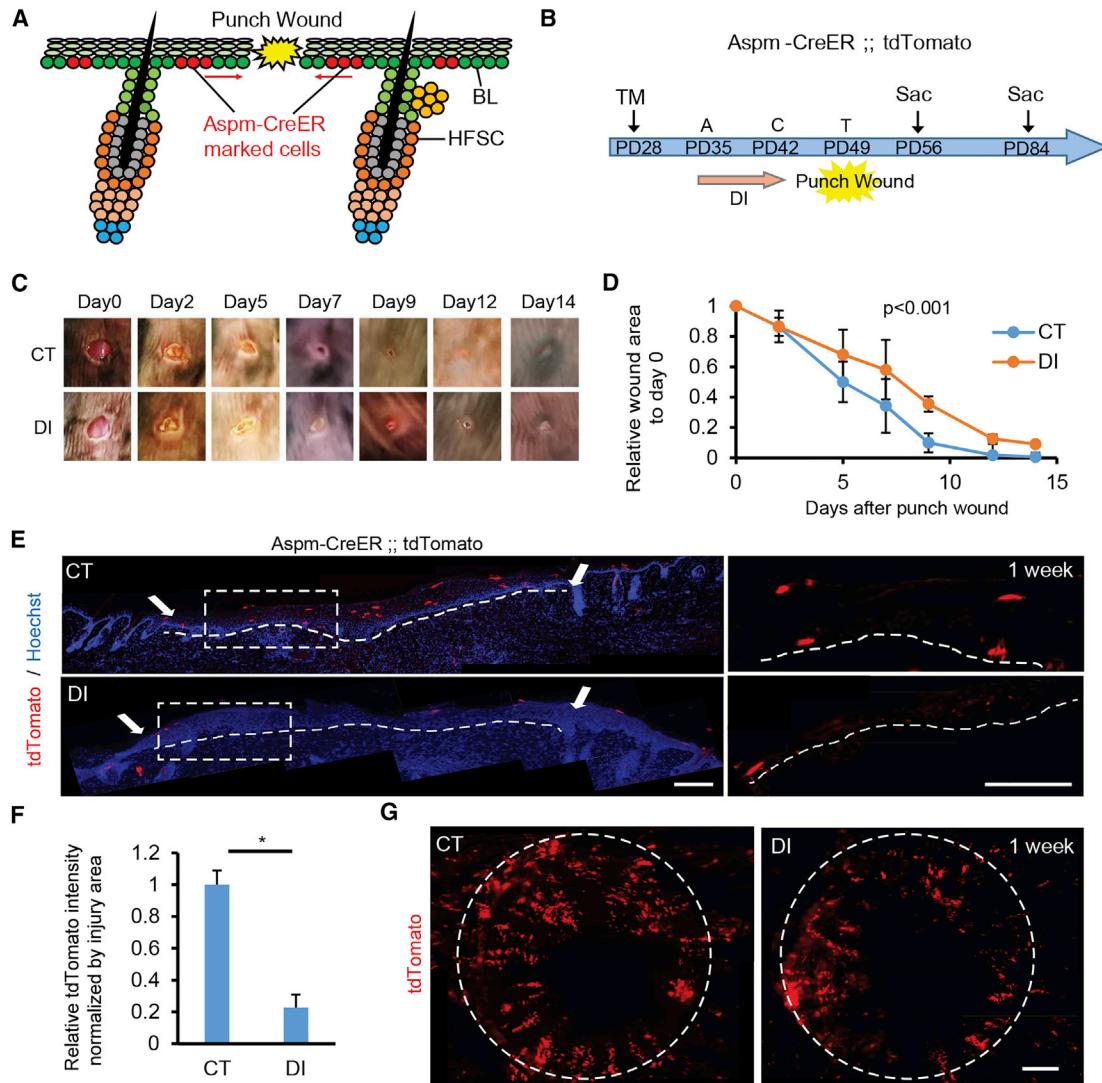 A
Punch Wound
BL
Aspm-CreER
marked cells
HFSC
B
Aspm -CreER ;; tdTomato
TM
Sac
Sac
A
C
T
PD28
PD35
PD42
PD49
PD56
PD84
DI
Punch Wound
C
Day0
Day2
Day5
Day7
Day9
Day12
Day14
CT
DI
D
Relative wound area
to day 0
1
0.8
0.6
0.4
0.2
0
p<0.001
CT
DI
0
5
10
15
Days after punch wound
E
Aspm-CreER ;; tdTomato
tdTomato / Hoechst
CT
1 week
DI
F
Relative tdTomato intensity
normalized by injury area
1.2
1
0.8
0.6
0.4
0.2
0
*
CT
DI
G
tdTomato
CT
DI
1 week